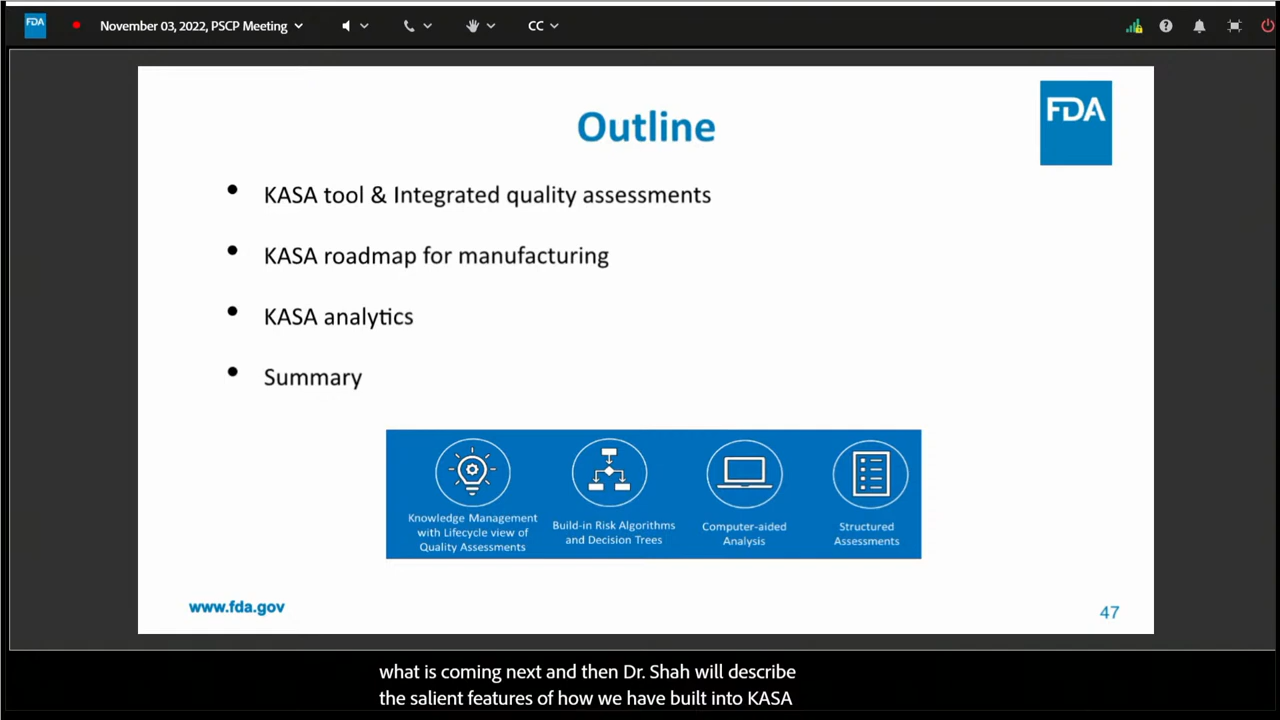 FDA
November 03, 2022, PSCP Meeting
CC
Outline
FDA
• KASA tool & Integrated quality assessments
• KASA roadmap for manufacturing
• KASA analytics
• Summary
Knowledge Management
with Lifecycle view of
Quality Assessments
Build-in Risk Algorithms
and Decision Trees
Computer-aided
Analysis
Structured
Assessments
www.fda.gov
47
what is coming next and then Dr. Shah will describe
the salient features of how we have built into KASA